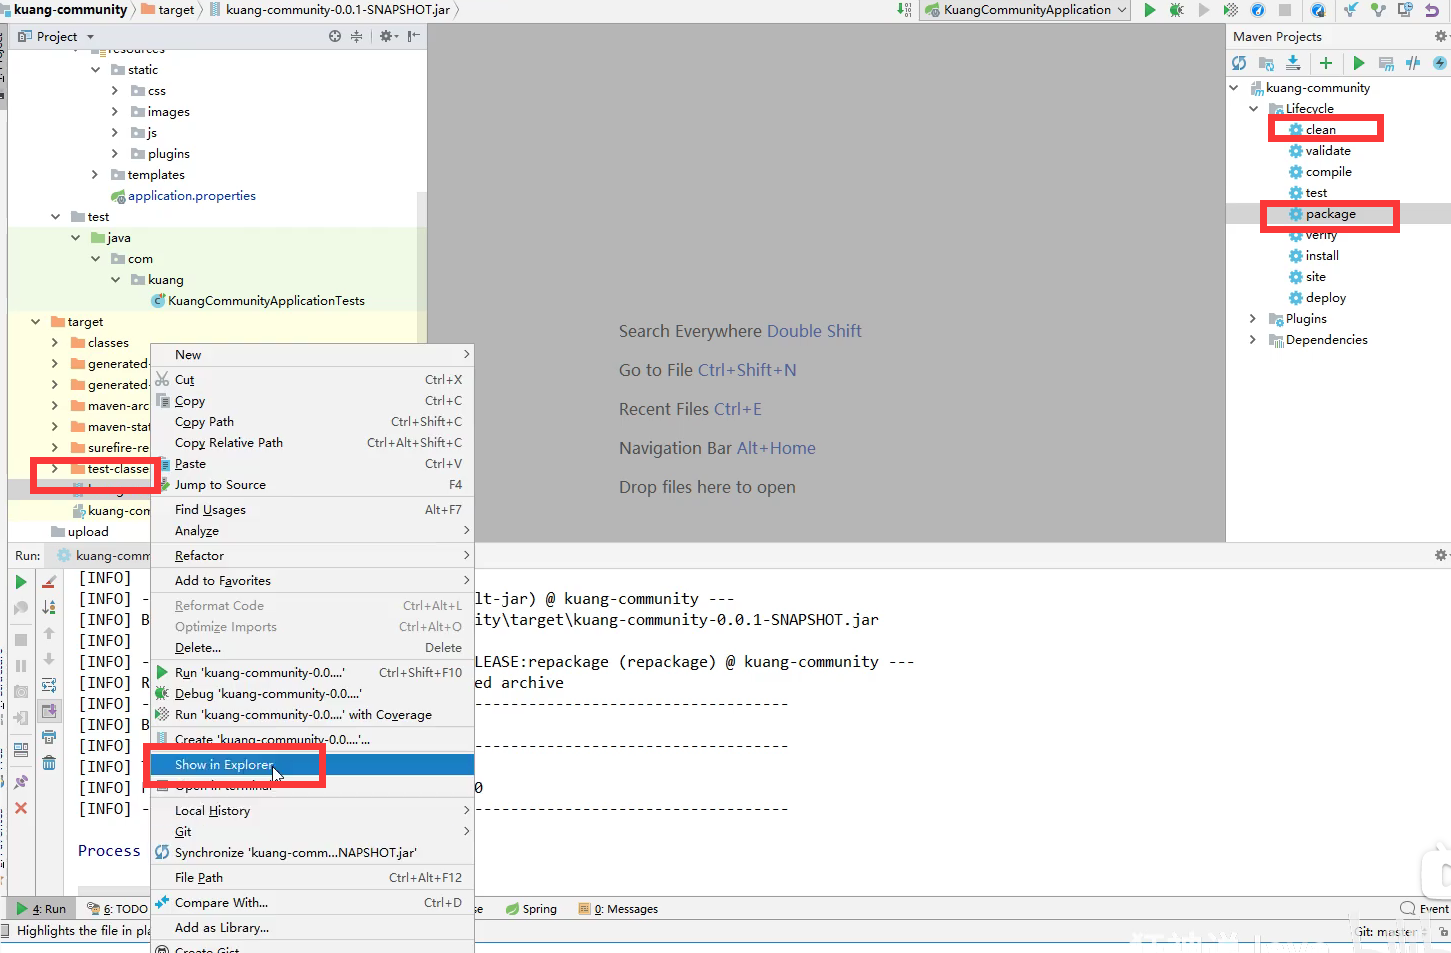 kuang-community
target
kuang-community-0.0.1-SNAPSHOT.jar
KuangCommunityApplication
Project
resources
static
css
images
js
plugins
templates
application.properties
test
java
com
kuang
KuangCommunityApplicationTests
target
classes
generated-
generated-
maven-arc
maven-stat
surefire-re
test-classe
kuang-com
upload
New
Cut Ctrl+X
Copy Ctrl+C
Copy Path Ctrl+Shift+C
Copy Relative Path Ctrl+Alt+Shift+C
Paste Ctrl+V
Jump to Source F4
Find Usages Alt+F7
Analyze
Refactor
Add to Favorites
Reformat Code Ctrl+Alt+L
Optimize Imports Ctrl+Alt+O
Delete... Delete
Run 'kuang-community-0.0....' Ctrl+Shift+F10
Debug 'kuang-community-0.0....'
Run 'kuang-community-0.0....' with Coverage
Create 'kuang-community-0.0....'...
Show in Explorer
Open in terminal
Local History
Git
Synchronize 'kuang-comm...NAPSHOT.jar'
File Path Ctrl+Alt+F12
Compare With... Ctrl+D
Add as Library...
Create Gist
Search Everywhere Double Shift
Go to File Ctrl+Shift+N
Recent Files Ctrl+E
Navigation Bar Alt+Home
Drop files here to open
Maven Projects
kuang-community
Lifecycle
clean
validate
compile
test
package
verify
install
site
deploy
Plugins
Dependencies
Run: kuang-comm
[INFO]
[INFO] - lt-jar) @ kuang-community ---
[INFO] B ity\target\kuang-community-0.0.1-SNAPSHOT.jar
[INFO]
[INFO] - LEASE:repackage (repackage) @ kuang-community ---
[INFO] R ed archive
[INFO] - -----------------------------
[INFO] B
[INFO] - -----------------------------
[INFO] T
[INFO] F 0
[INFO] - -----------------------------
Process
4: Run
6: TODO
se
Spring
0: Messages
Event
Highlights the file in pla
Git: master